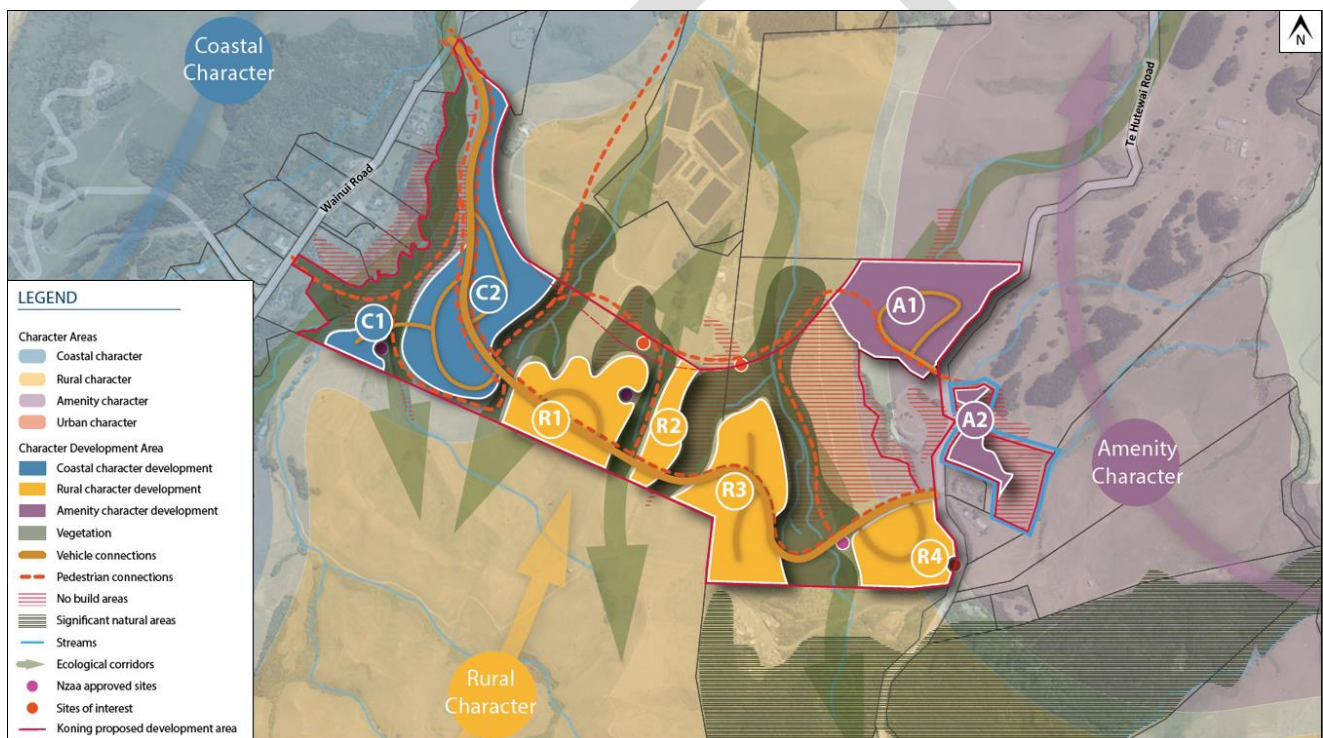 Coastal
Character
N
Wainui Road
Te Hutewai Road
C1
C2
R1
R2
R3
R4
A1
A2
Amenity
Character
Rural
Character
LEGEND
Character Areas
Coastal character
Rural character
Amenity character
Urban character
Character Development Area
Coastal character development
Rural character development
Amenity character development
Vegetation
Vehicle connections
Pedestrian connections
No build areas
Significant natural areas
Streams
Ecological corridors
Nzaa approved sites
Sites of interest
Koning proposed development area